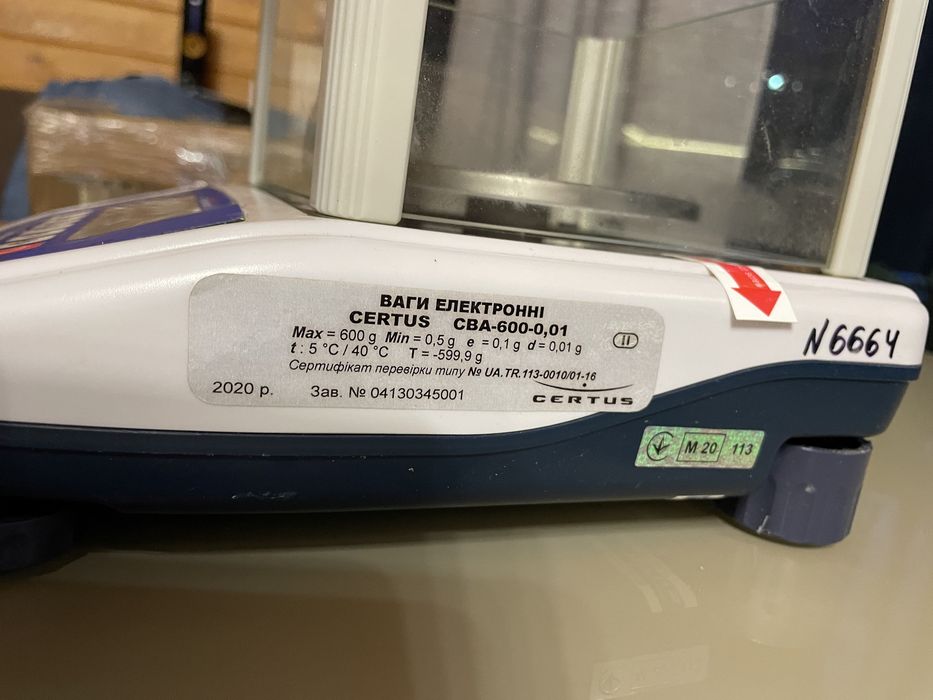 ВАГИ ЕЛЕКТРОННІ
CERTUS СВА-600-0,01
Max = 600 g Min = 0,5 g e = 0,1 g d = 0,01 g
II
t : 5 °C / 40 °C T = -599,9 g
Сертифікат перевірки типу № UA.TR.113-0010/01-16
2020 р. Зав. № 04130345001
CERTUS
N6664
M 20 113